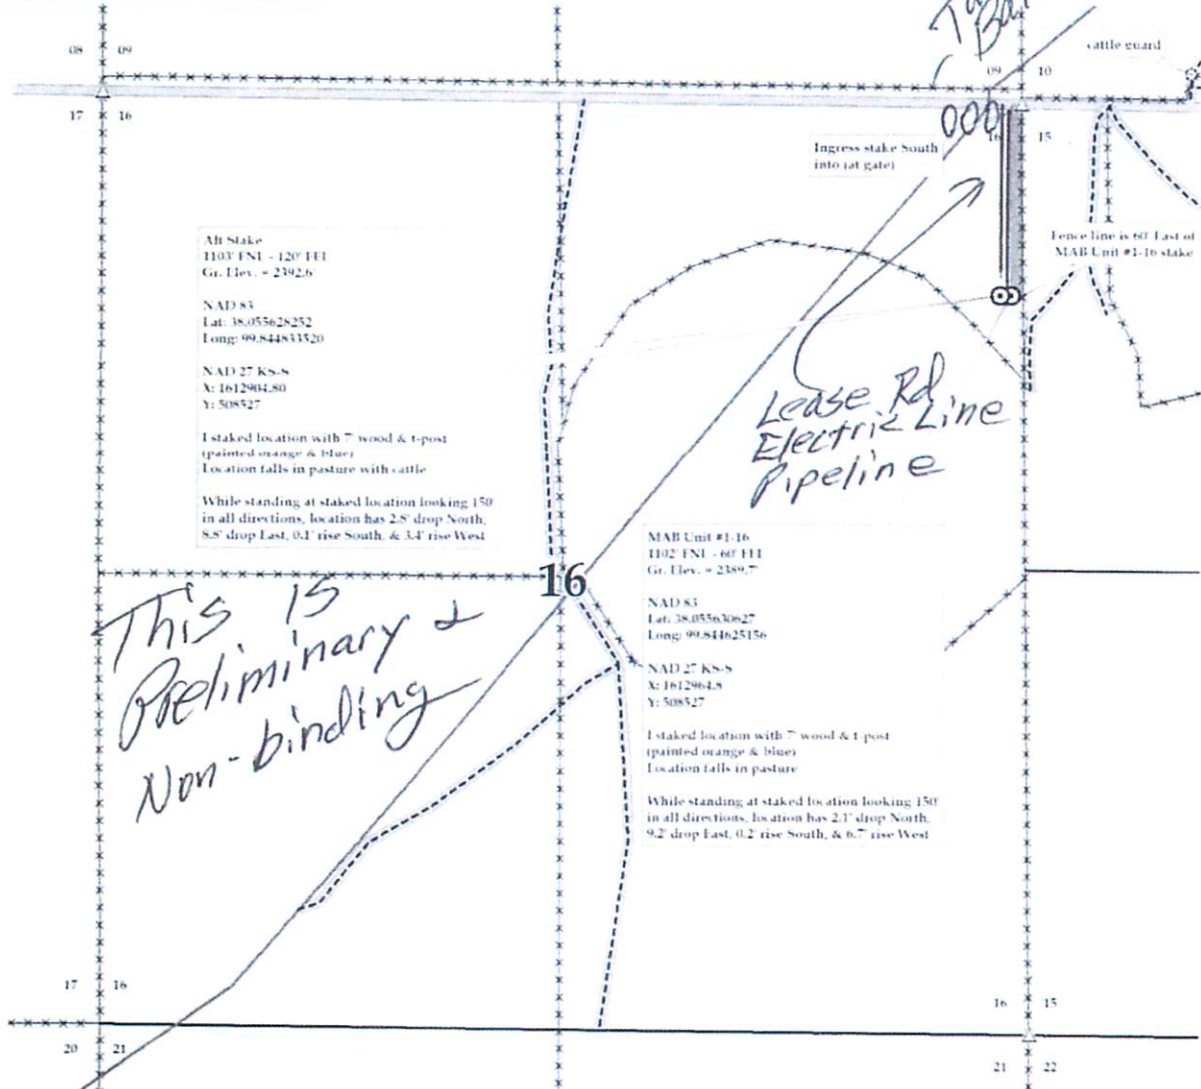 08 09
cattle guard
09 10
17 16
000
16 15
Ingress stake South
into (at gate)
Fence line is 60' East of
MAB Unit #1-16 stake
Alt Stake
1103' FNL - 120' FEL
Gr. Elev. = 2392.6'
NAD 83
Lat: 38.055628252
Long: 99.844833520
NAD 27 KS-S
X: 1612904.80
Y: 508527
I staked location with 7' wood & t-post
(painted orange & blue)
Location falls in pasture with cattle
While standing at staked location looking 150'
in all directions, location has 2.8' drop North,
8.8' drop East, 0.1' rise South, & 3.4' rise West
Lease Rd
Electric Line
Pipeline
16
This is
Preliminary &
Non-binding
MAB Unit #1-16
1102' FNL - 60' FEL
Gr. Elev. = 2389.7'
NAD 83
Lat: 38.055630627
Long: 99.844625156
NAD 27 KS-S
X: 1612964.8
Y: 508527
I staked location with 7' wood & t-post
(painted orange & blue)
Location falls in pasture
While standing at staked location looking 150'
in all directions, location has 2.1' drop North,
9.2' drop East, 0.2' rise South, & 6.7' rise West
17 16
16 15
20 21
21 22